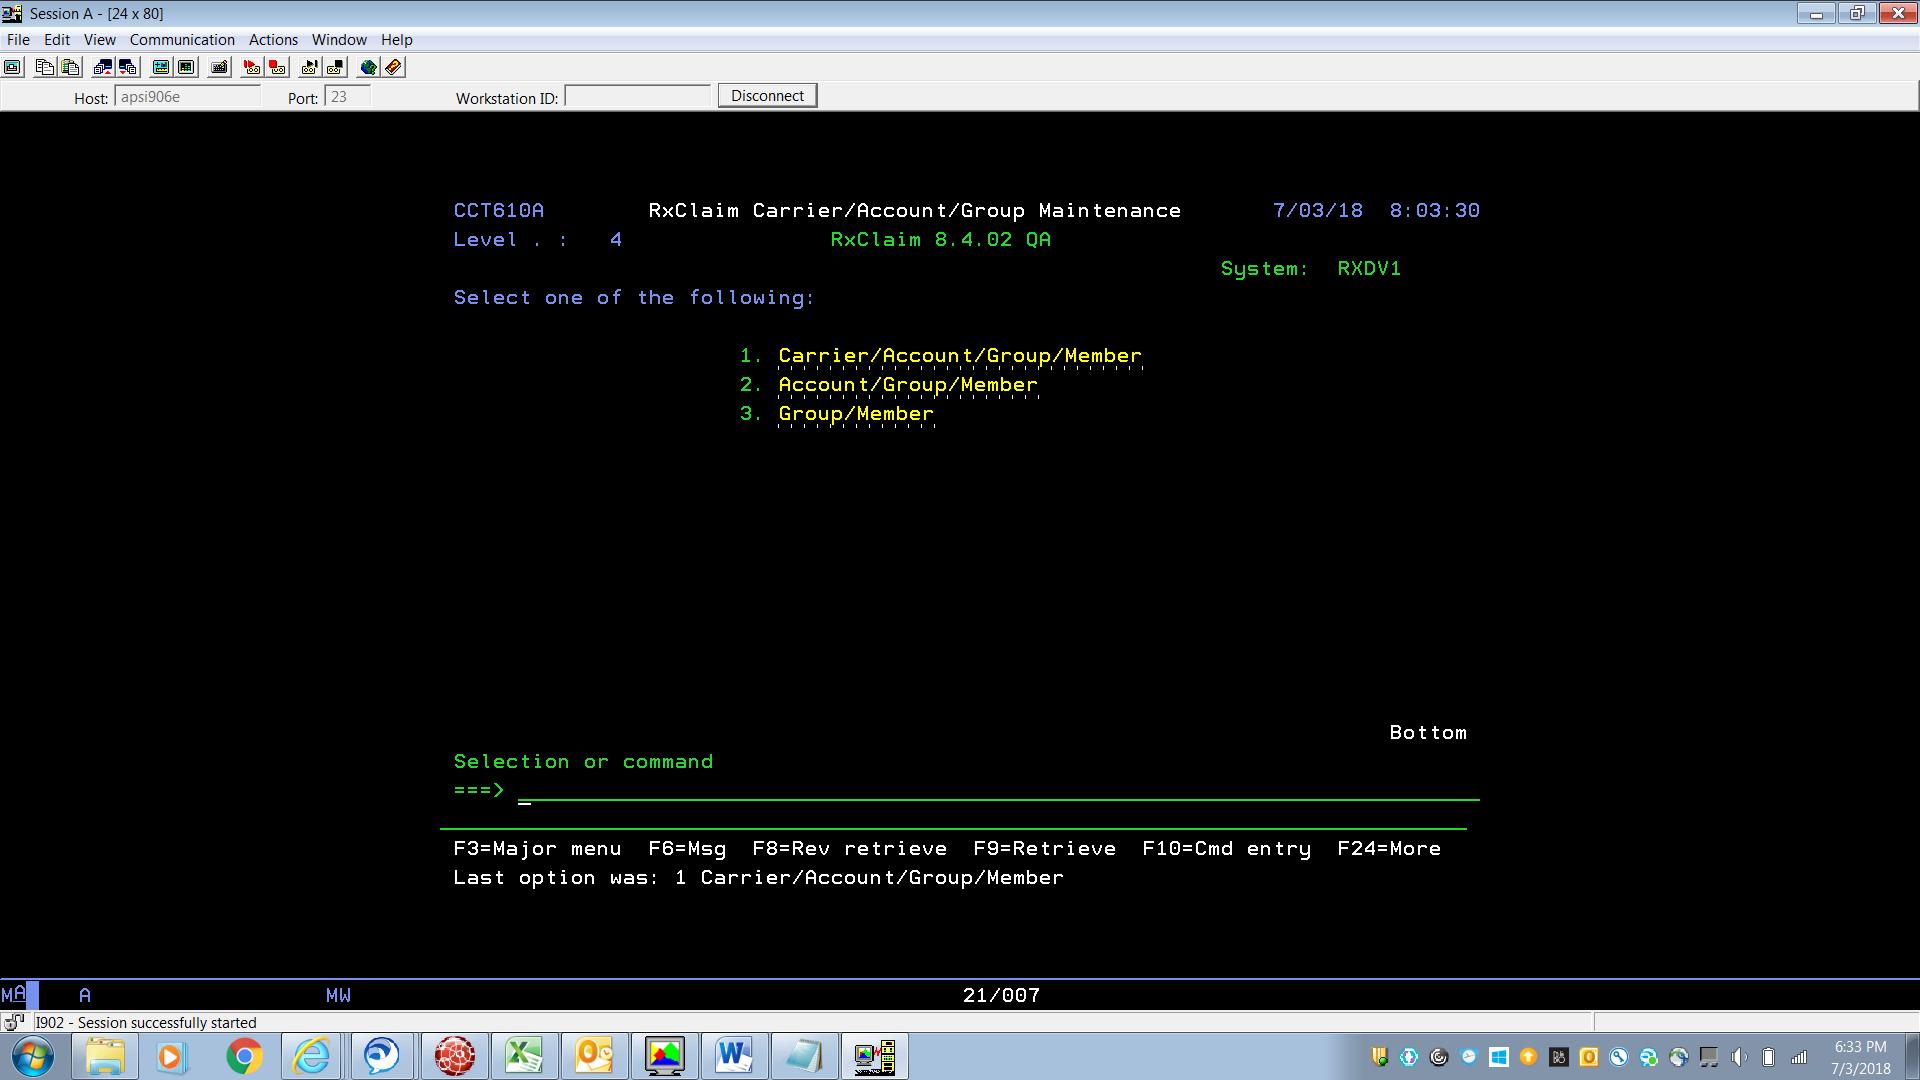 Session A - [24 x 80]
File Edit View Communication Actions Window Help
Host: apsi906e Port: 23 Workstation ID: Disconnect
CCT610A RxClaim Carrier/Account/Group Maintenance 7/03/18 8:03:30
Level . : 4 RxClaim 8.4.02 QA
System: RXDV1
Select one of the following:
1. Carrier/Account/Group/Member
2. Account/Group/Member
3. Group/Member
Bottom
Selection or command
===>
F3=Major menu F6=Msg F8=Rev retrieve F9=Retrieve F10=Cmd entry F24=More
Last option was: 1 Carrier/Account/Group/Member
MA A MW 21/007
I902 - Session successfully started
6:33 PM
7/3/2018